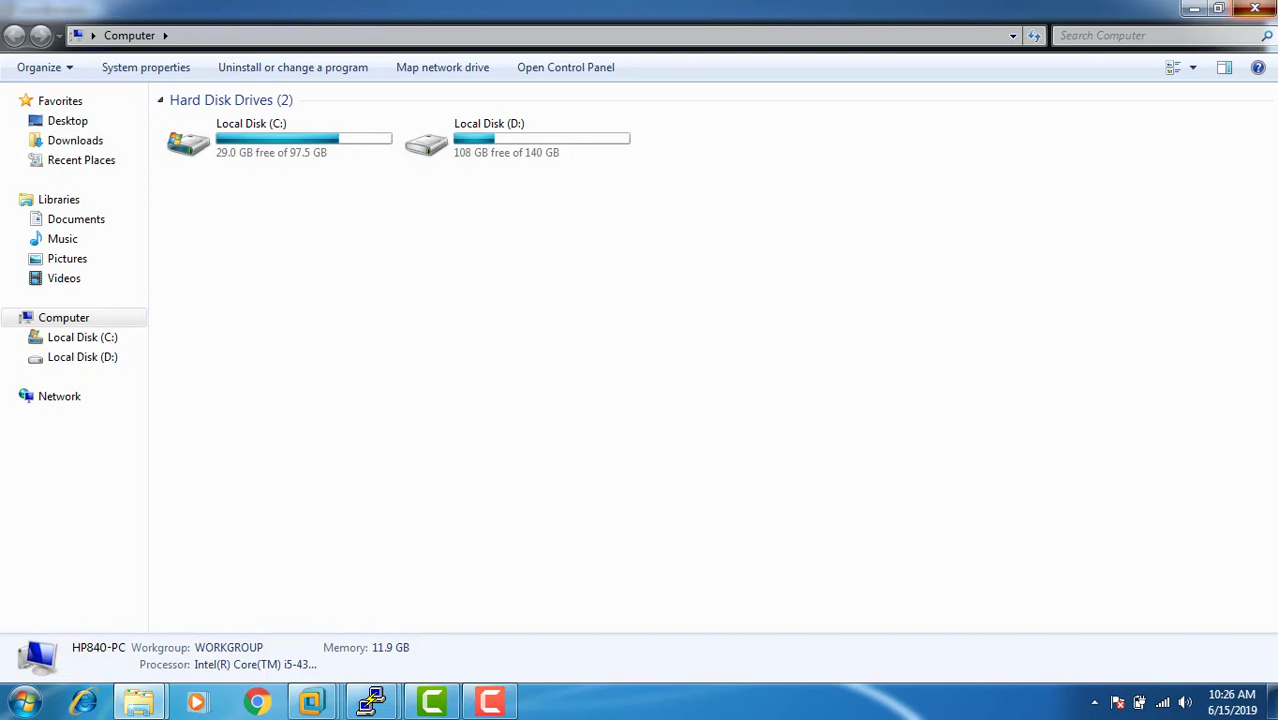 Computer
Search Computer
Organize
System properties
Uninstall or change a program
Map network drive
Open Control Panel
Favorites
Desktop
Downloads
Recent Places
Libraries
Documents
Music
Pictures
Videos
Computer
Local Disk (C:)
Local Disk (D:)
Network
Hard Disk Drives (2)
Local Disk (C:)
29.0 GB free of 97.5 GB
Local Disk (D:)
108 GB free of 140 GB
HP840-PC Workgroup: WORKGROUP Memory: 11.9 GB
Processor: Intel(R) Core(TM) i5-43...
10:26 AM
6/15/2019